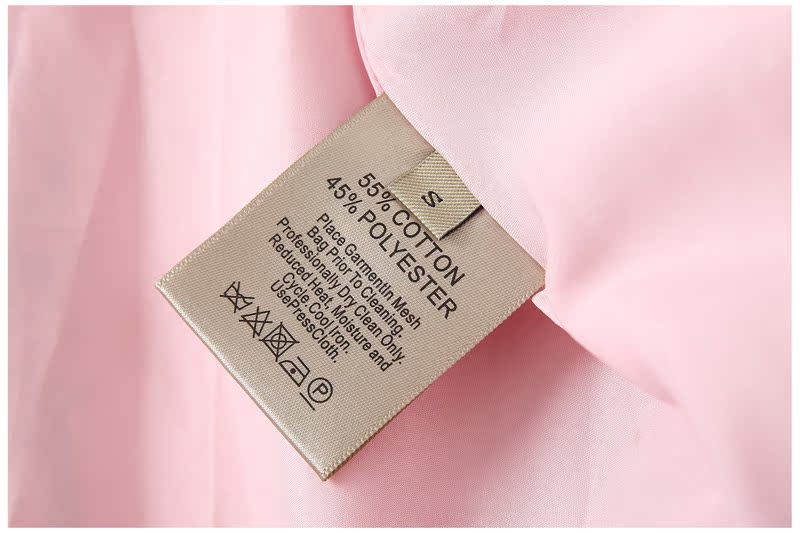 S
55% COTTON
45% POLYESTER
Place GarmentIn Mesh
Bag Prior To Cleaning.
Professionally Dry Clean Only.
Reduced Heat. Moisture and
Cycle. Cool Iron.
UsePressCloth.
P